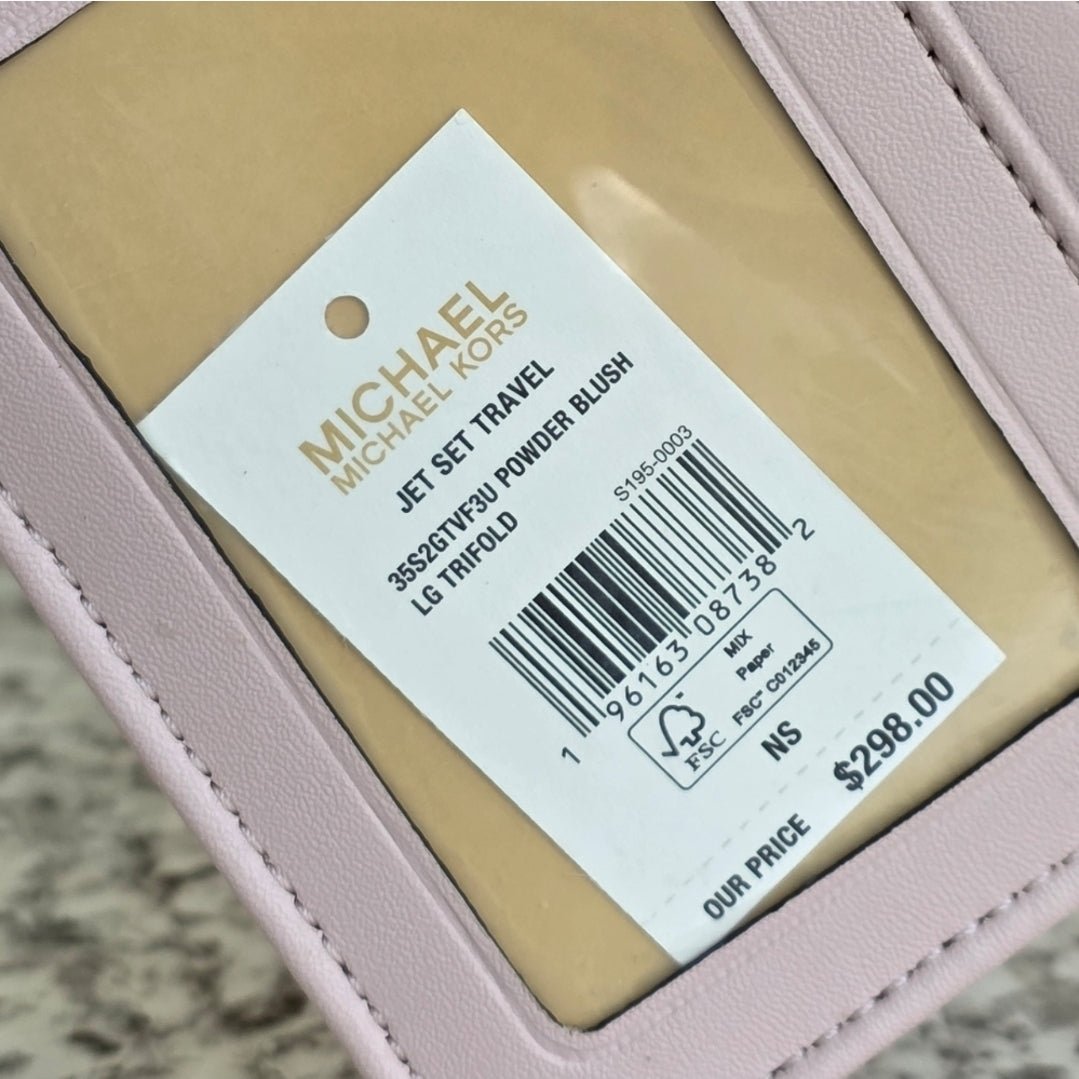 MICHAEL
MICHAEL KORS
JET SET TRAVEL
35S2GTVF3U POWDER BLUSH
LG TRIFOLD
S195-0003
1 96163 08738 2
FSC
MIX
Paper
FSC™ C012345
NS
OUR PRICE $298.00